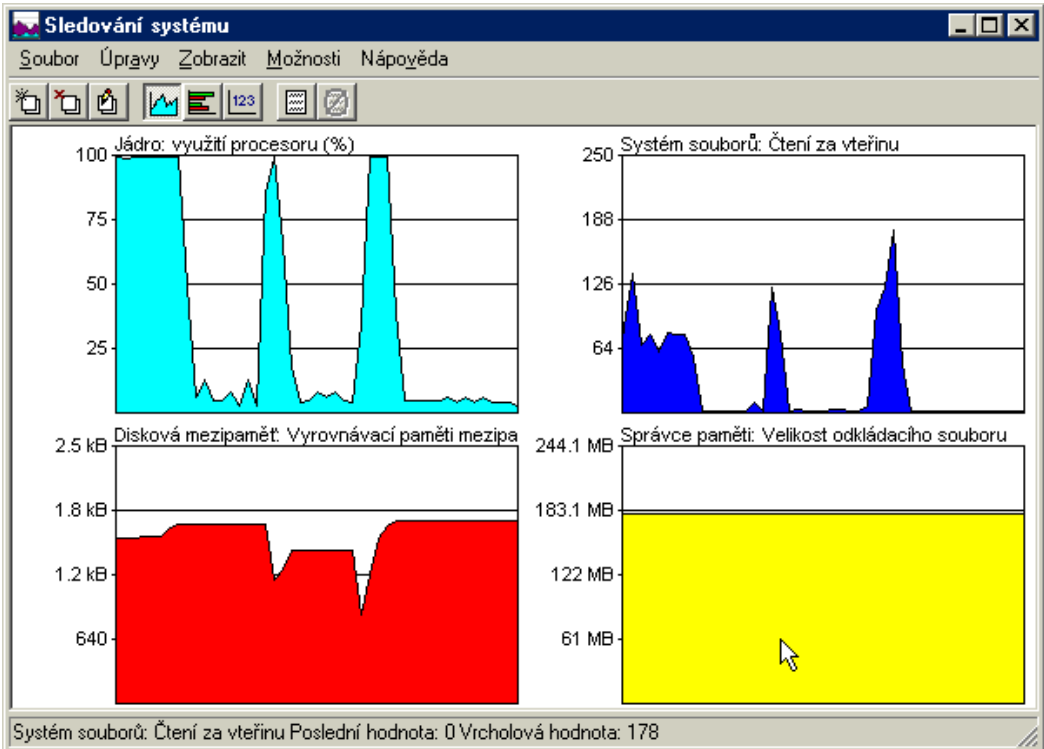 Sledování systému
Soubor Úpravy Zobrazit Možnosti Nápověda
123
Jádro: využití procesoru (%)
100
75
50
25
Systém souborů: Čtení za vteřinu
250
188
126
64
Disková mezipaměť: Vyrovnávací paměti mezipa
2.5 kB
1.8 kB
1.2 kB
640
Správce paměti: Velikost odkládacího souboru
244.1 MB
183.1 MB
122 MB
61 MB
Systém souborů: Čtení za vteřinu Poslední hodnota: 0 Vrcholová hodnota: 178